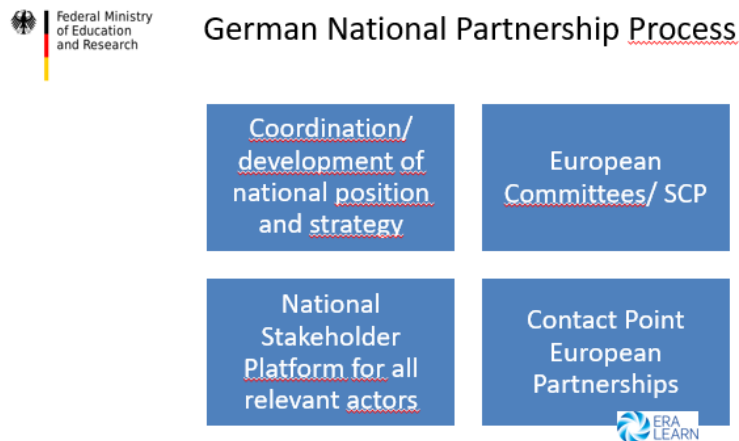 Federal Ministry
of Education
and Research
German National Partnership Process
Coordination/
development of
national position
and strategy
European
Committees/ SCP
National
Stakeholder
Platform for all
relevant actors
Contact Point
European
Partnerships
ERA
LEARN